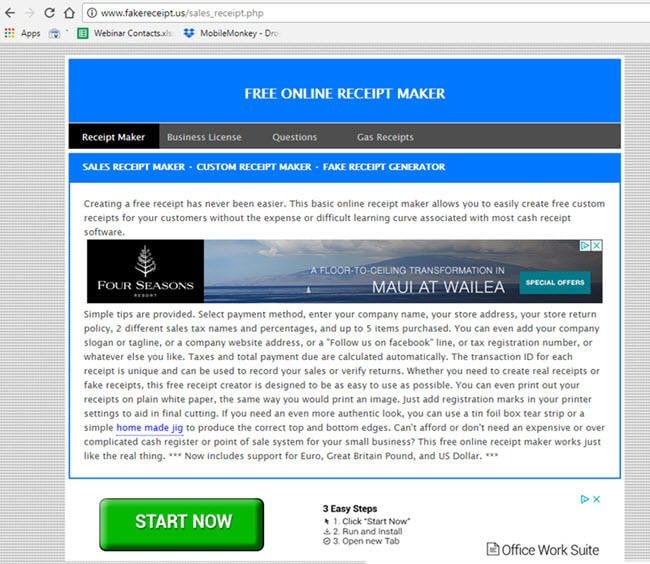 www.fakereceipt.us/sales_receipt.php
Apps Webinar Contacts.xls MobileMonkey - Dro
FREE ONLINE RECEIPT MAKER
Receipt Maker Business License Questions Gas Receipts
SALES RECEIPT MAKER - CUSTOM RECEIPT MAKER - FAKE RECEIPT GENERATOR
Creating a free receipt has never been easier. This basic online receipt maker allows you to easily create free custom
receipts for your customers without the expense or difficult learning curve associated with most cash receipt
software.
FOUR SEASONS
RESORT
A FLOOR-TO-CEILING TRANSFORMATION IN
MAUI AT WAILEA
SPECIAL OFFERS
Simple tips are provided. Select payment method, enter your company name, your store address, your store return
policy, 2 different sales tax names and percentages, and up to 5 items purchased. You can even add your company
slogan or tagline, or a company website address, or a "Follow us on facebook" line, or tax registration number, or
whatever else you like. Taxes and total payment due are calculated automatically. The transaction ID for each
receipt is unique and can be used to record your sales or verify returns. Whether you need to create real receipts or
fake receipts, this free receipt creator is designed to be as easy to use as possible. You can even print out your
receipts on plain white paper, the same way you would print an image. Just add registration marks in your printer
settings to aid in final cutting. If you need an even more authentic look, you can use a tin foil box tear strip or a
simple home made jig to produce the correct top and bottom edges. Can't afford or don't need an expensive or over
complicated cash register or point of sale system for your small business? This free online receipt maker works just
like the real thing. *** Now includes support for Euro, Great Britain Pound, and US Dollar. ***
START NOW
3 Easy Steps
1. Click "Start Now"
2. Run and Install
3. Open new Tab
Office Work Suite